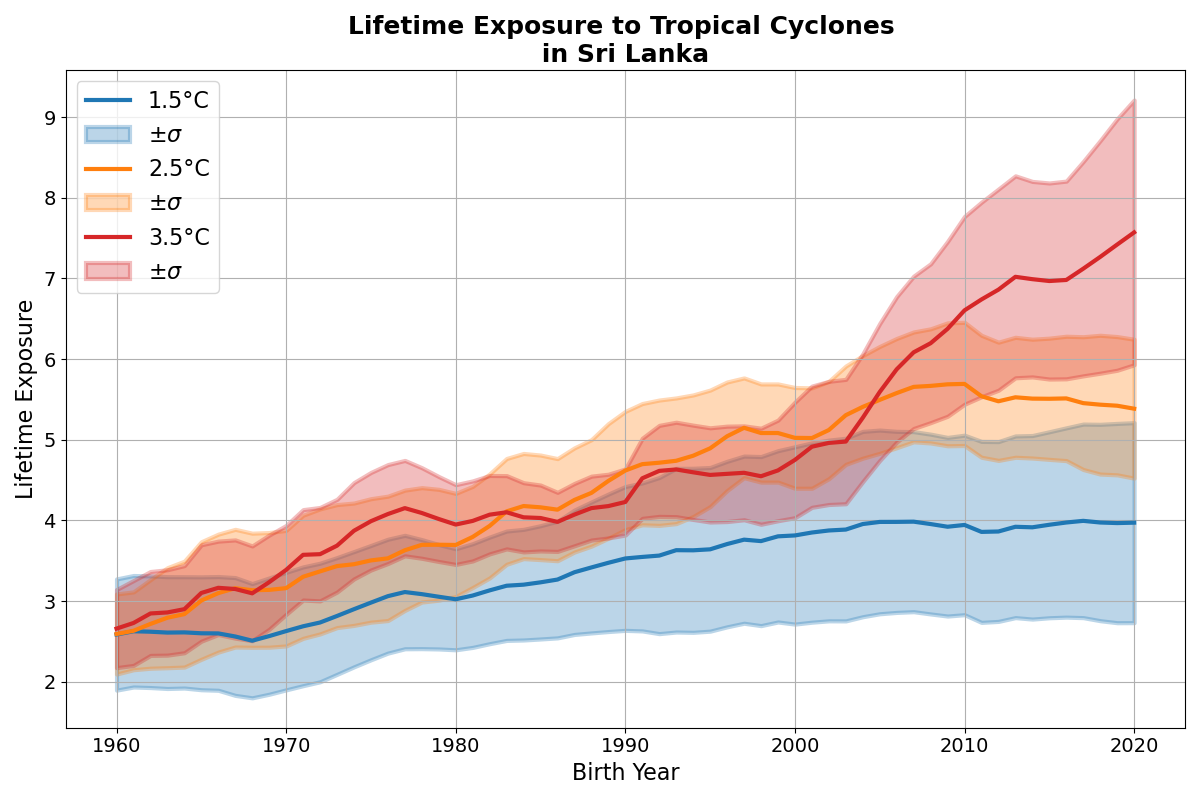 Lifetime Exposure to Tropical Cyclones
in Sri Lanka
1.5°C
±σ
2.5°C
±σ
3.5°C
±σ
Lifetime Exposure
9
8
7
6
5
4
3
2
1960 1970 1980 1990 2000 2010 2020
Birth Year